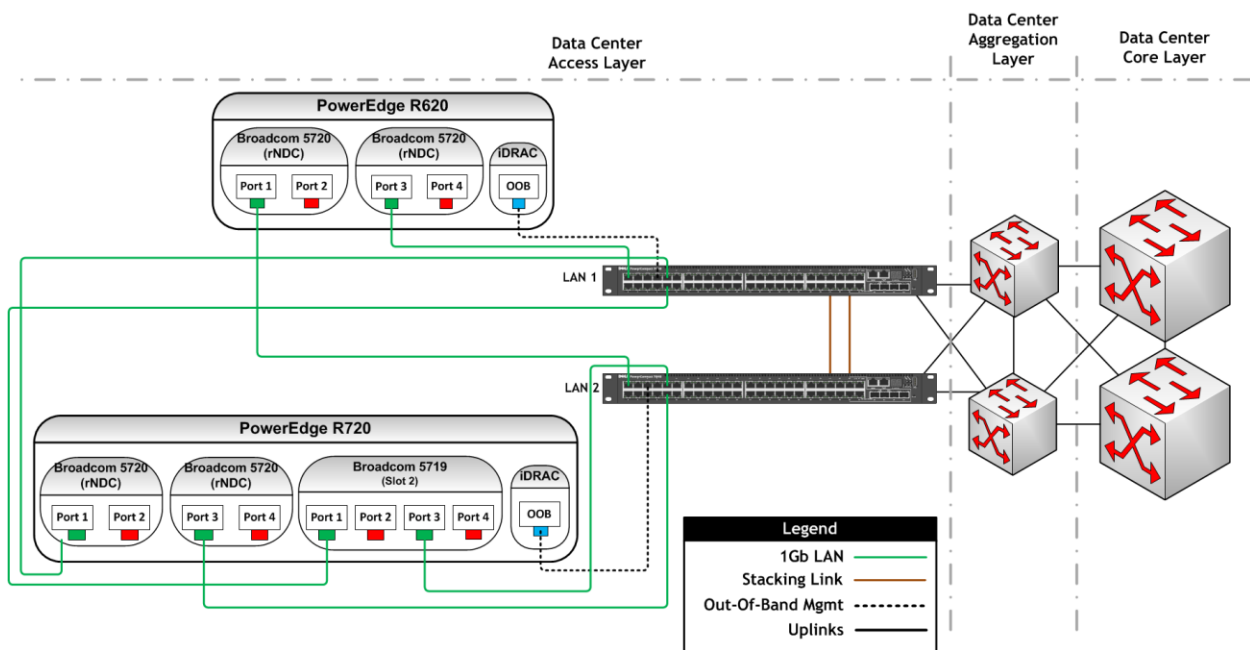 Data Center
Access Layer
Data Center
Aggregation
Layer
Data Center
Core Layer
PowerEdge R620
Broadcom 5720
(rNDC)
Broadcom 5720
(rNDC)
iDRAC
Port 1
Port 2
Port 3
Port 4
OOB
LAN 1
LAN 2
PowerEdge R720
Broadcom 5720
(rNDC)
Broadcom 5720
(rNDC)
Broadcom 5719
(Slot 2)
iDRAC
Port 1
Port 2
Port 3
Port 4
Port 1
Port 2
Port 3
Port 4
OOB
Legend
1Gb LAN
Stacking Link
Out-Of-Band Mgmt
Uplinks